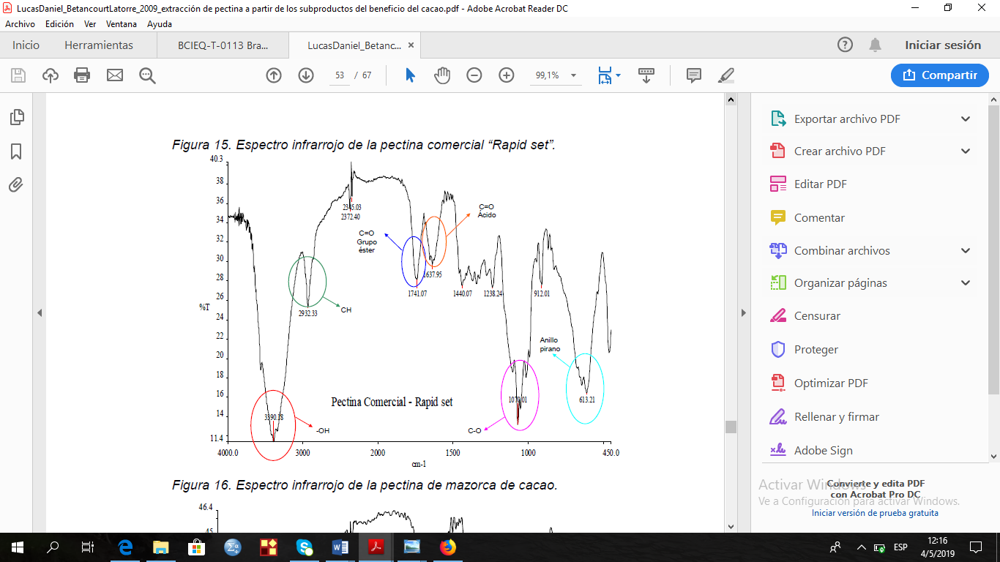 LucasDaniel_BetancourtLatorre_2009_extracción de pectina a partir de los subproductos del beneficio del cacao.pdf - Adobe Acrobat Reader DC
Archivo Edición Ver Ventana Ayuda
Inicio Herramientas BCIEQ-T-0113 Bra... LucasDaniel_Betanc... Iniciar sesión
53 / 67 99,1% Compartir
Figura 15. Espectro infrarrojo de la pectina comercial “Rapid set”.
40.3
38
36
34
32
30
28
26
%T
24
22
20
18
16
14
11.4
4000.0 3000 2000 1500 1000 450.0
cm-1
2345.03
2372.40
C=O
Ácido
C=O
Grupo
éster
1637.95
1741.07 1440.07 1238.24 912.01
2932.33
CH
Anillo
pirano
613.21
Pectina Comercial - Rapid set
-OH
C-O
Figura 16. Espectro infrarrojo de la pectina de mazorca de cacao.
46.4
45
Exportar archivo PDF
Crear archivo PDF
Editar PDF
Comentar
Combinar archivos
Organizar páginas
Censurar
Proteger
Optimizar PDF
Rellenar y firmar
Adobe Sign
Convierte y edita PDF
con Acrobat Pro DC
Iniciar versión de prueba gratuita
Activar Windows
Ve a Configuración para activar Windows.
ESP
12:16
4/5/2019